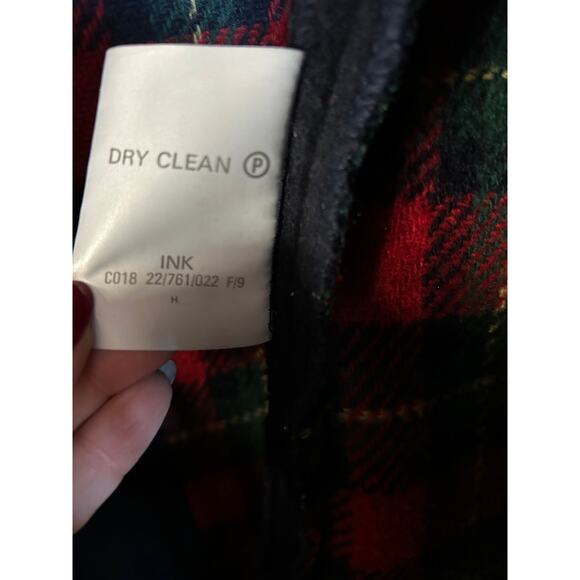 DRY CLEAN Ⓟ
INK
C018 22/761/022 F/9
H